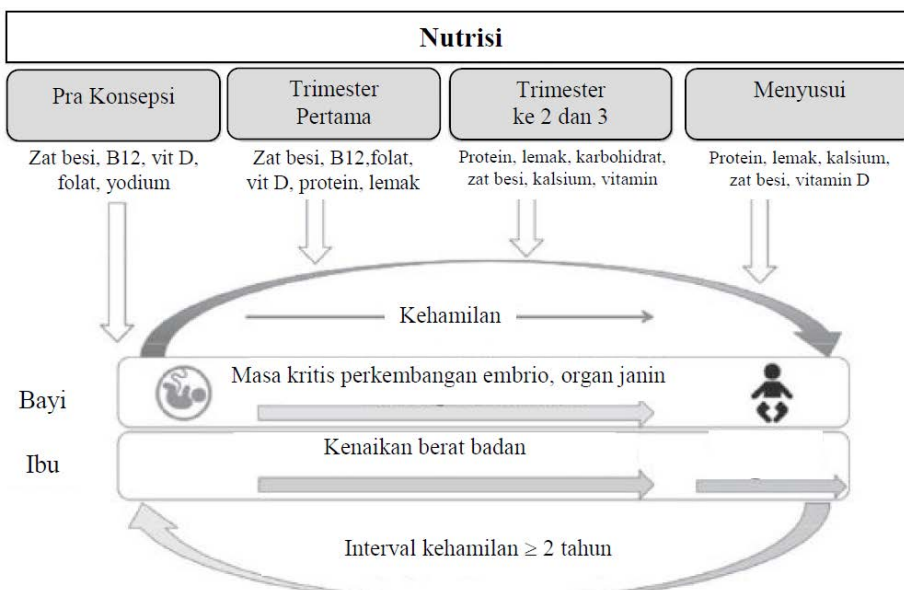 Nutrisi
Pra Konsepsi
Trimester
Pertama
Trimester
ke 2 dan 3
Menyusui
Zat besi, B12, vit D,
folat, yodium
Zat besi, B12,folat,
vit D, protein, lemak
Protein, lemak, karbohidrat,
zat besi, kalsium, vitamin
Protein, lemak, kalsium,
zat besi, vitamin D
Kehamilan
Bayi
Masa kritis perkembangan embrio, organ janin
Ibu
Kenaikan berat badan
Interval kehamilan ≥ 2 tahun